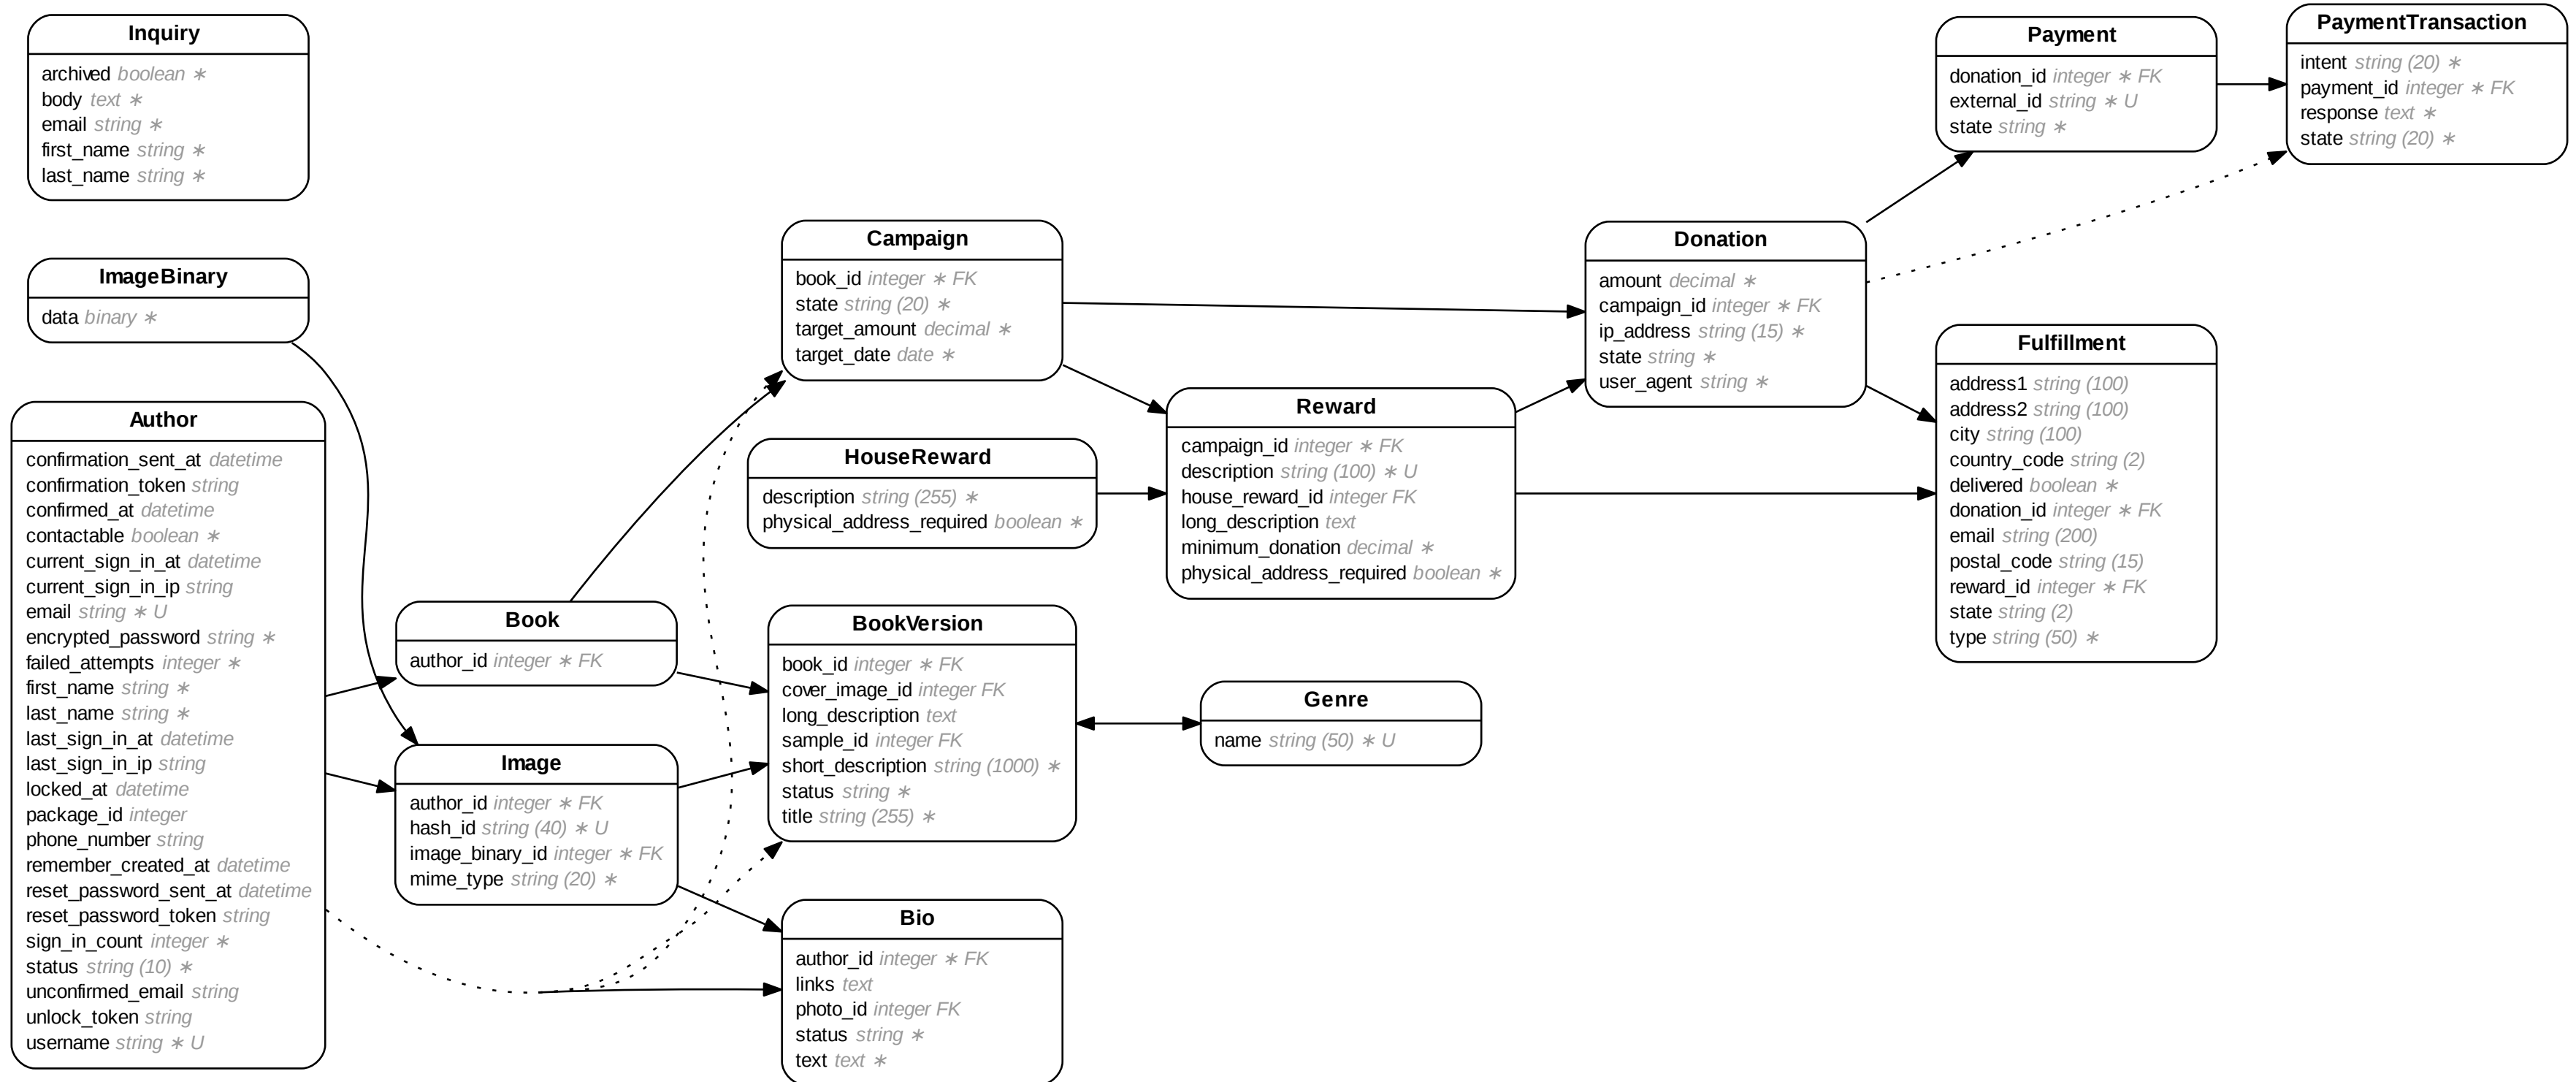 Inquiry
archived boolean ∗
body text ∗
email string ∗
first_name string ∗
last_name string ∗
ImageBinary
data binary ∗
Author
confirmation_sent_at datetime
confirmation_token string
confirmed_at datetime
contactable boolean ∗
current_sign_in_at datetime
current_sign_in_ip string
email string ∗ U
encrypted_password string ∗
failed_attempts integer ∗
first_name string ∗
last_name string ∗
last_sign_in_at datetime
last_sign_in_ip string
locked_at datetime
package_id integer
phone_number string
remember_created_at datetime
reset_password_sent_at datetime
reset_password_token string
sign_in_count integer ∗
status string (10) ∗
unconfirmed_email string
unlock_token string
username string ∗ U
Book
author_id integer ∗ FK
Image
author_id integer ∗ FK
hash_id string (40) ∗ U
image_binary_id integer ∗ FK
mime_type string (20) ∗
Campaign
book_id integer ∗ FK
state string (20) ∗
target_amount decimal ∗
target_date date ∗
HouseReward
description string (255) ∗
physical_address_required boolean ∗
BookVersion
book_id integer ∗ FK
cover_image_id integer FK
long_description text
sample_id integer FK
short_description string (1000) ∗
status string ∗
title string (255) ∗
Bio
author_id integer ∗ FK
links text
photo_id integer FK
status string ∗
text text ∗
Reward
campaign_id integer ∗ FK
description string (100) ∗ U
house_reward_id integer FK
long_description text
minimum_donation decimal ∗
physical_address_required boolean ∗
Genre
name string (50) ∗ U
Donation
amount decimal ∗
campaign_id integer ∗ FK
ip_address string (15) ∗
state string ∗
user_agent string ∗
Payment
donation_id integer ∗ FK
external_id string ∗ U
state string ∗
Fulfillment
address1 string (100)
address2 string (100)
city string (100)
country_code string (2)
delivered boolean ∗
donation_id integer ∗ FK
email string (200)
postal_code string (15)
reward_id integer ∗ FK
state string (2)
type string (50) ∗
PaymentTransaction
intent string (20) ∗
payment_id integer ∗ FK
response text ∗
state string (20) ∗